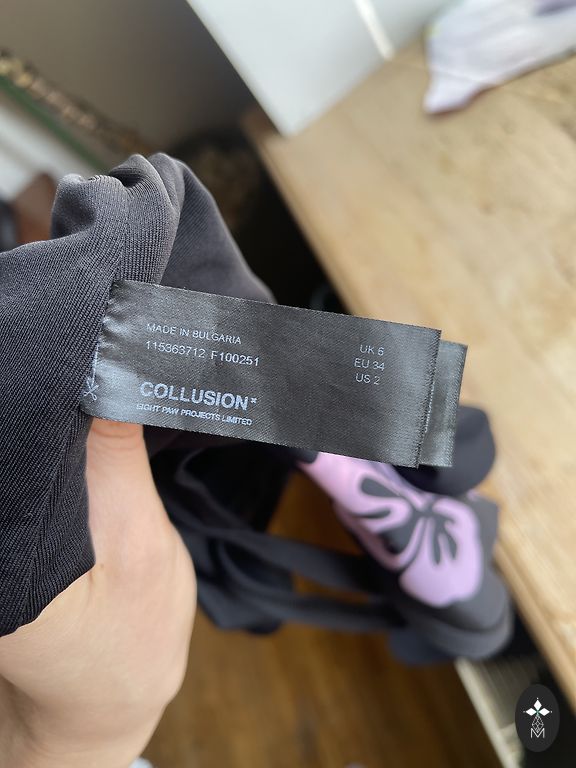 MADE IN BULGARIA
115363712 F100251
COLLUSION*
EIGHT PAW PROJECTS LIMITED
UK 6
EU 34
US 2
M